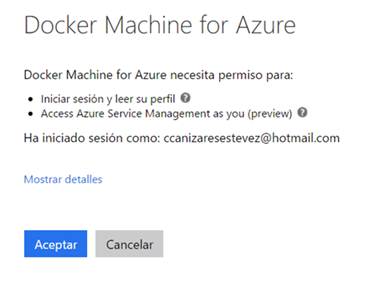 Docker Machine for Azure
Docker Machine for Azure necesita permiso para:
Iniciar sesión y leer su perfil ?
Access Azure Service Management as you (preview) ?
Ha iniciado sesión como: ccanizaresestevez@hotmail.com
Mostrar detalles
Aceptar Cancelar